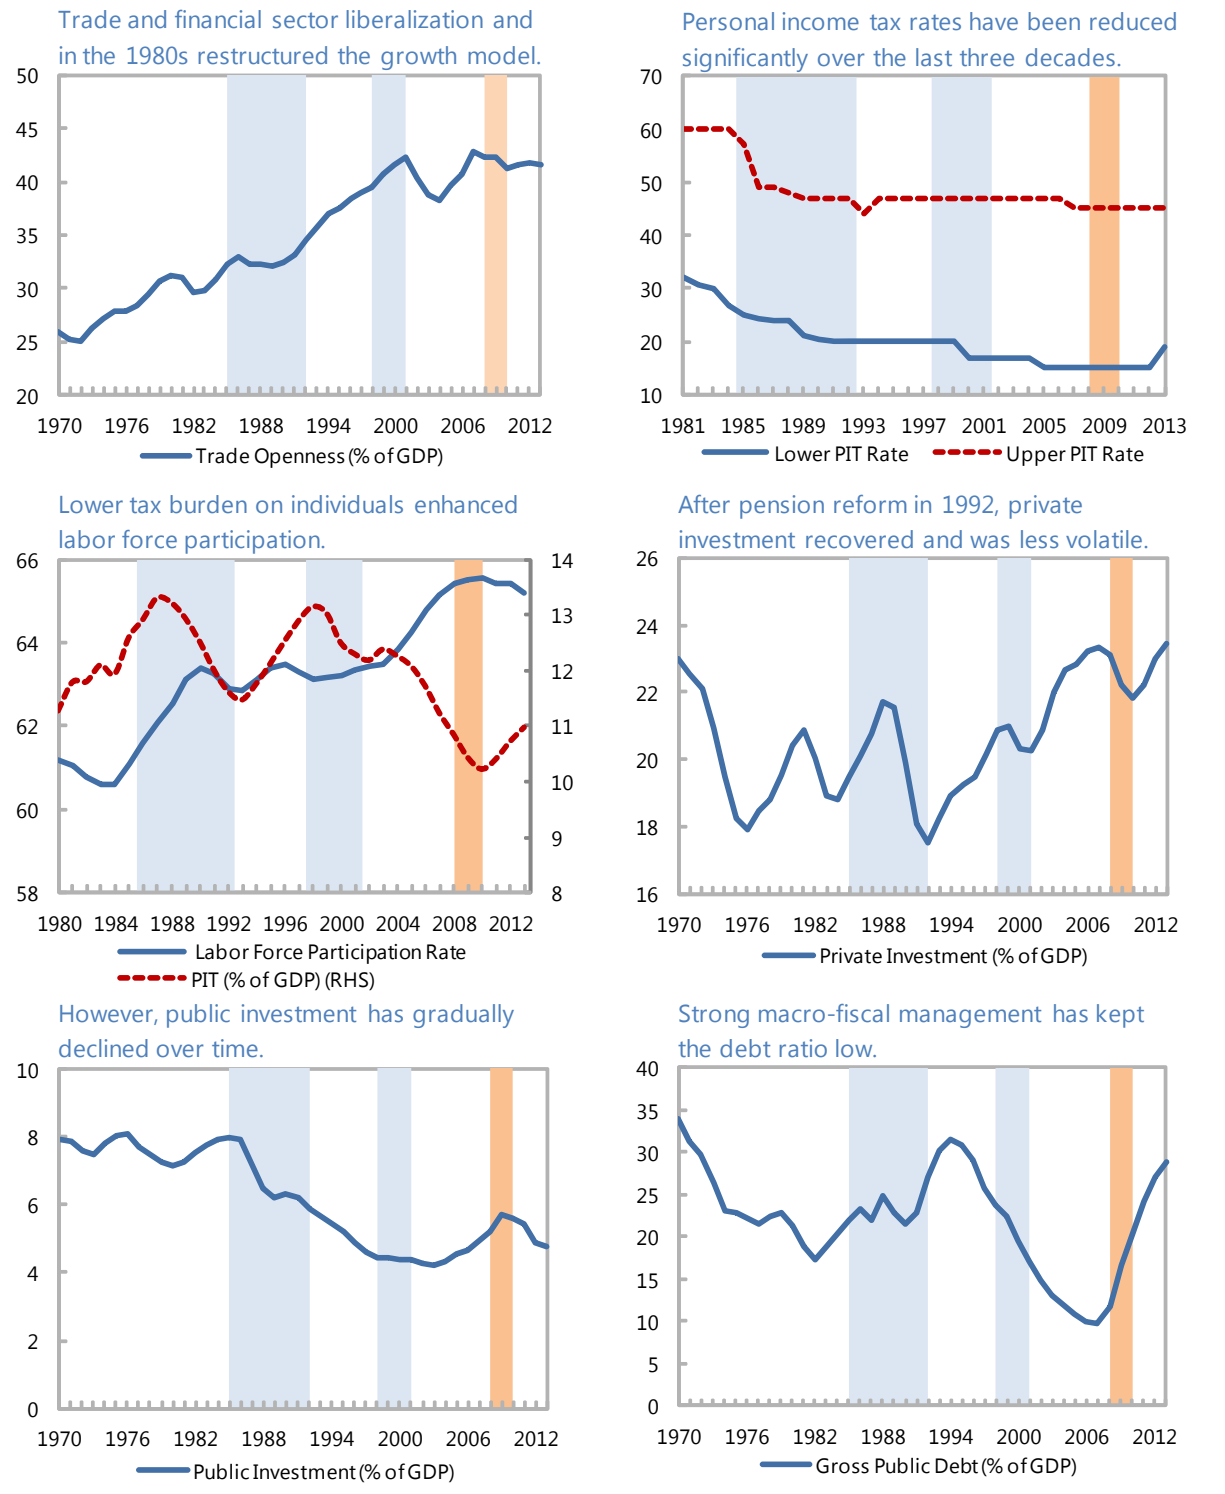 Trade and financial sector liberalization and
in the 1980s restructured the growth model.
50
45
40
35
30
25
20
1970 1976 1982 1988 1994 2000 2006 2012
Trade Openness (% of GDP)
Personal income tax rates have been reduced
significantly over the last three decades.
70
60
50
40
30
20
10
1981 1985 1989 1993 1997 2001 2005 2009 2013
Lower PIT Rate Upper PIT Rate
Lower tax burden on individuals enhanced
labor force participation.
66
64
62
60
58
14
13
12
11
10
9
8
1980 1984 1988 1992 1996 2000 2004 2008 2012
Labor Force Participation Rate
PIT (% of GDP) (RHS)
After pension reform in 1992, private
investment recovered and was less volatile.
26
24
22
20
18
16
1970 1976 1982 1988 1994 2000 2006 2012
Private Investment (% of GDP)
However, public investment has gradually
declined over time.
10
8
6
4
2
0
1970 1976 1982 1988 1994 2000 2006 2012
Public Investment (% of GDP)
Strong macro-fiscal management has kept
the debt ratio low.
40
35
30
25
20
15
10
5
0
1970 1976 1982 1988 1994 2000 2006 2012
Gross Public Debt (% of GDP)